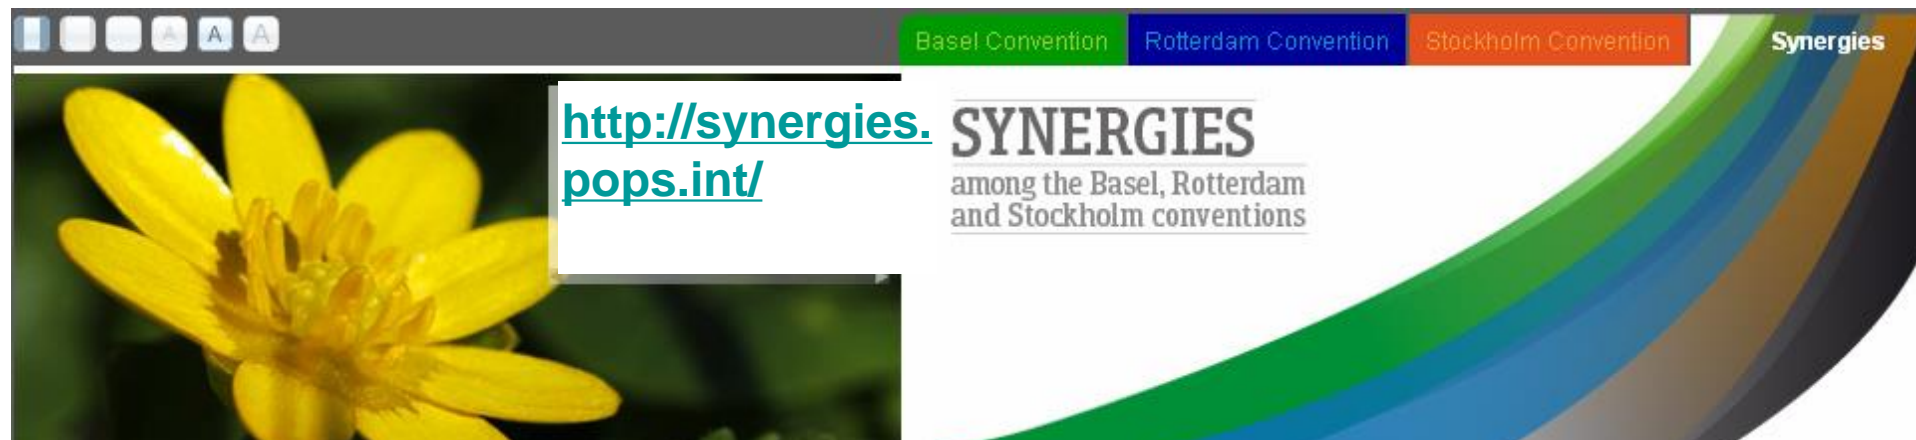 A A A
Basel Convention Rotterdam Convention Stockholm Convention Synergies
http://synergies.
pops.int/
SYNERGIES
among the Basel, Rotterdam
and Stockholm conventions